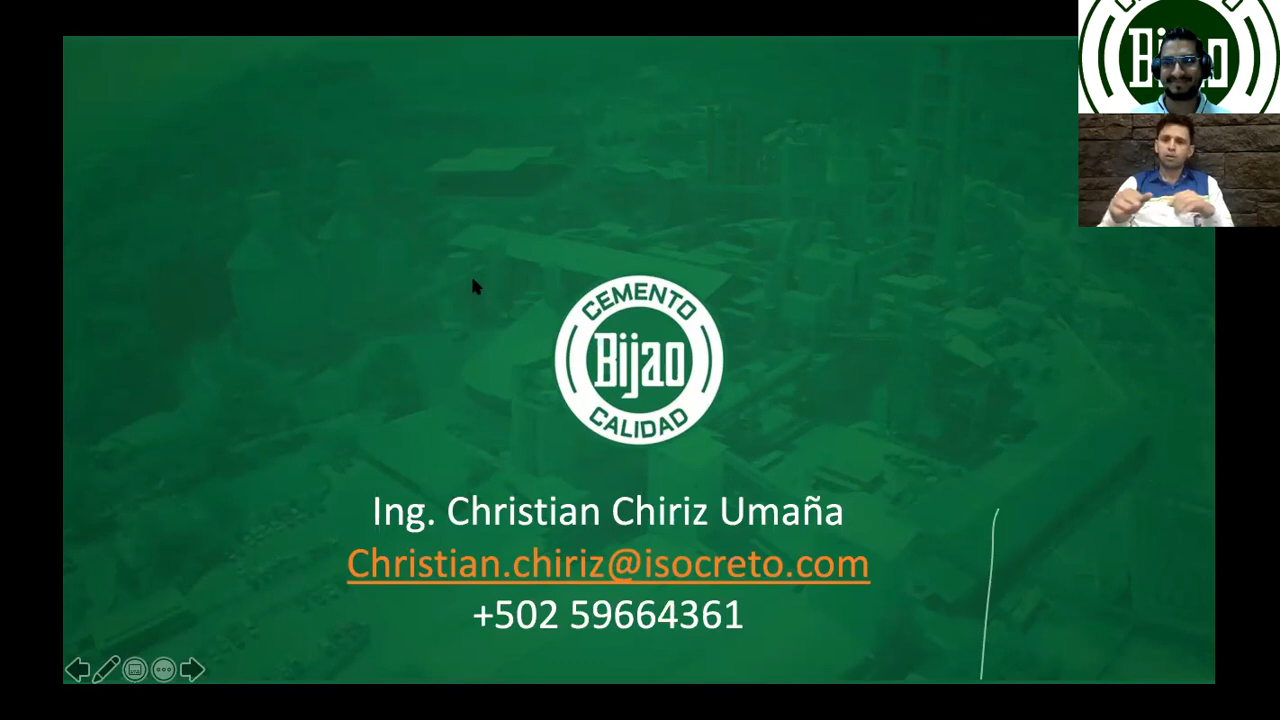 CEMENTO
Bijao
CALIDAD
Ing. Christian Chiriz Umaña
Christian.chiriz@isocreto.com
+502 59664361